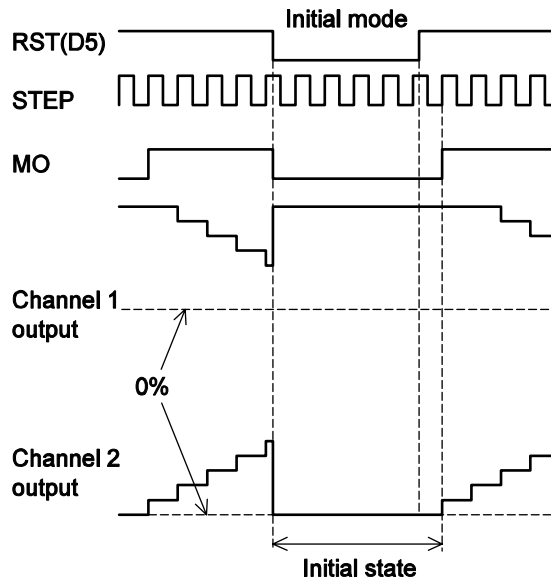 Initial mode
RST(D5)
STEP
MO
Channel 1
output
0%
Channel 2
output
Initial state